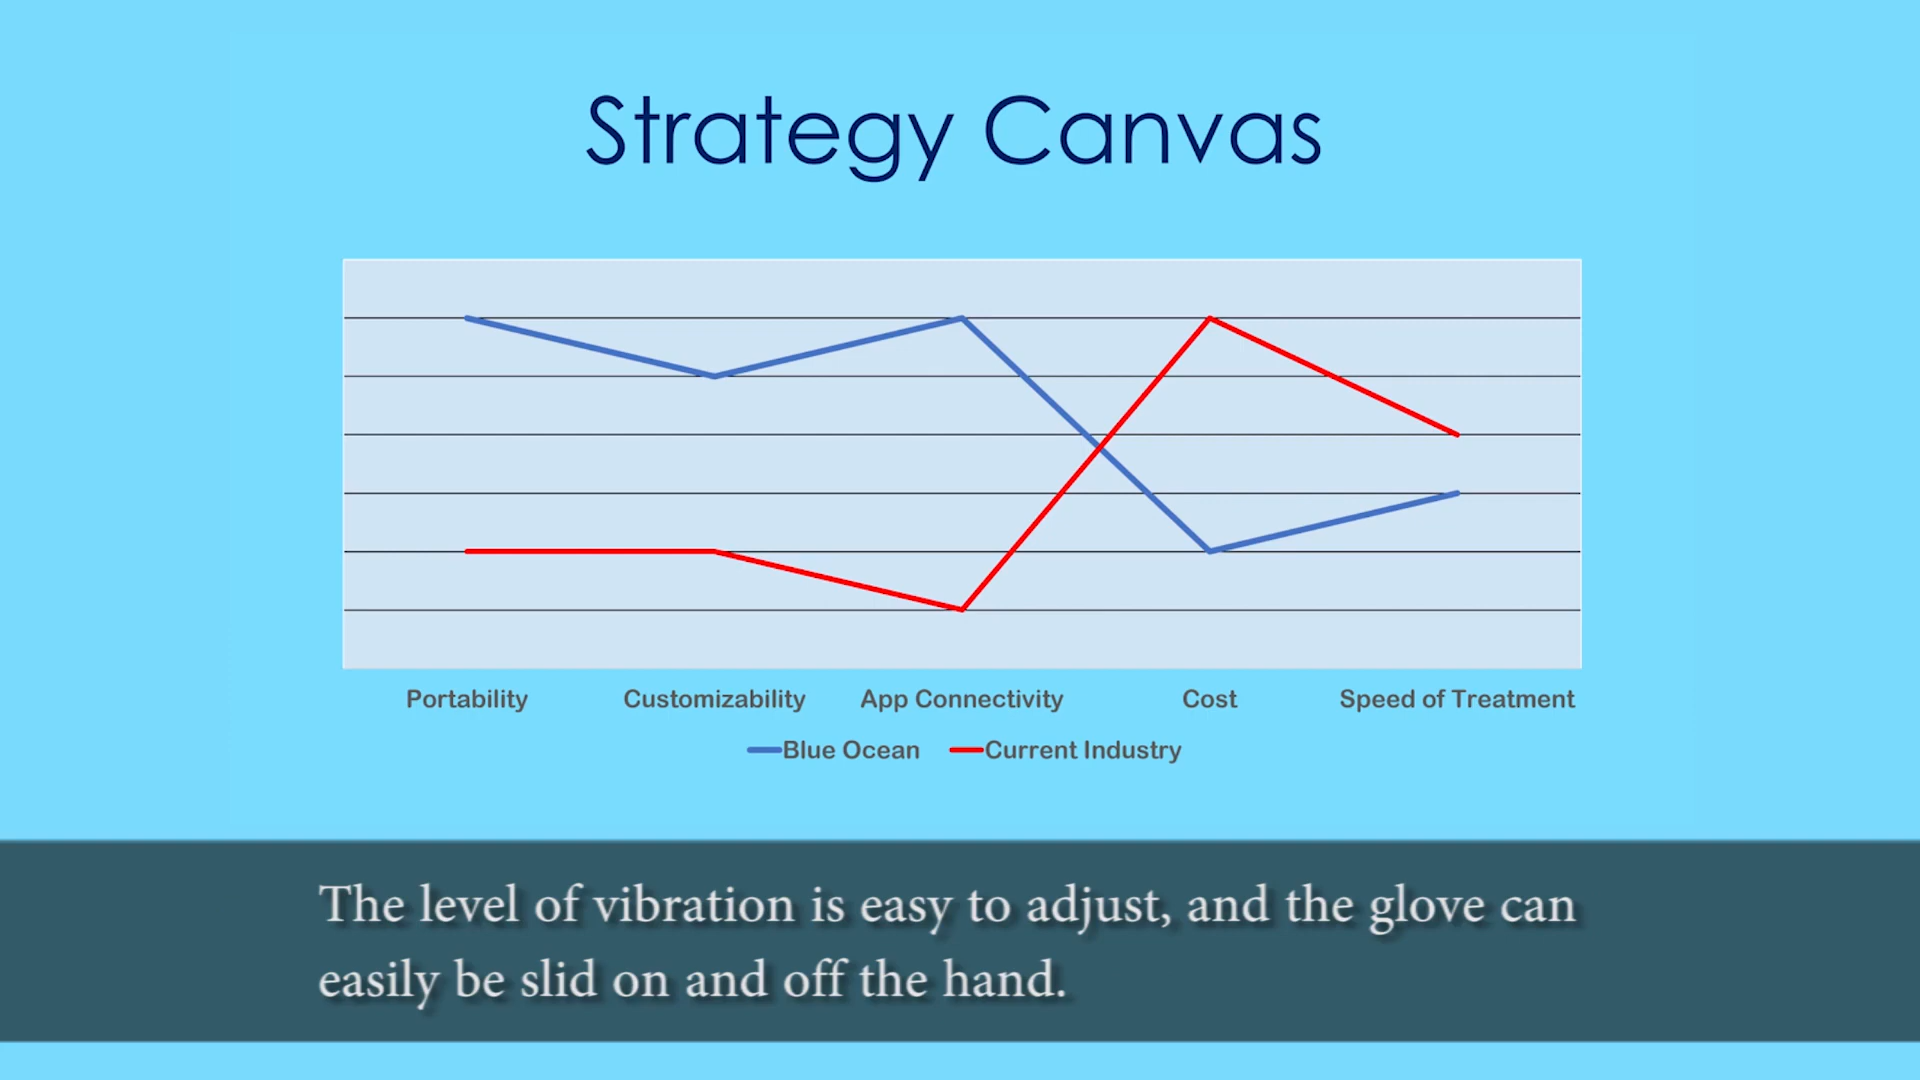 Strategy Canvas
Portability Customizability App Connectivity Cost Speed of Treatment
Blue Ocean Current Industry
The level of vibration is easy to adjust, and the glove can
easily be slid on and off the hand.